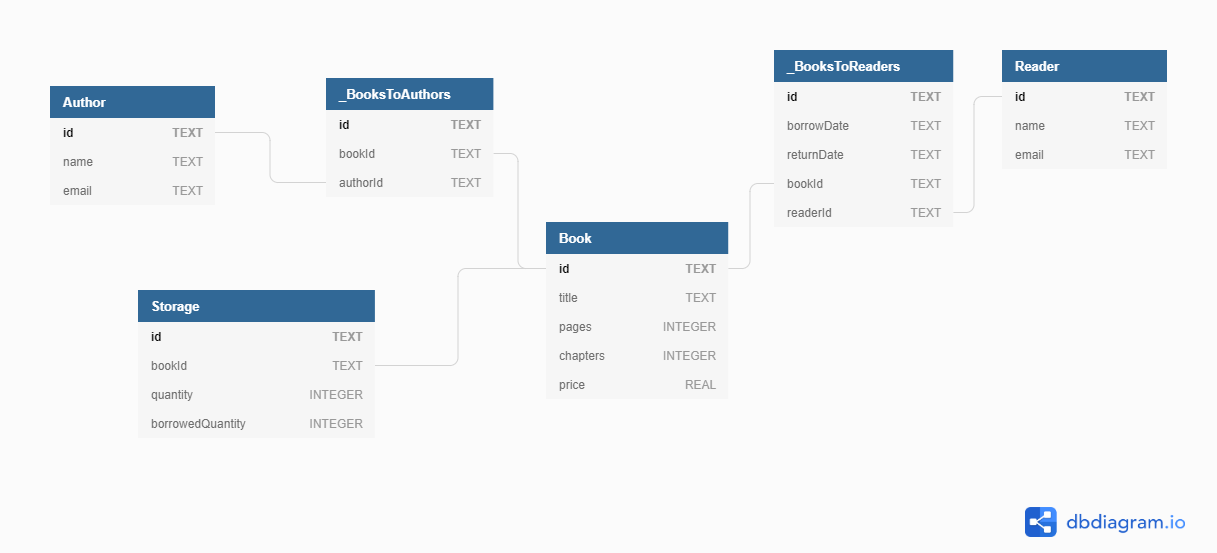 Author
id TEXT
name TEXT
email TEXT
_BooksToAuthors
id TEXT
bookId TEXT
authorId TEXT
_BooksToReaders
id TEXT
borrowDate TEXT
returnDate TEXT
bookId TEXT
readerId TEXT
Reader
id TEXT
name TEXT
email TEXT
Book
id TEXT
title TEXT
pages INTEGER
chapters INTEGER
price REAL
Storage
id TEXT
bookId TEXT
quantity INTEGER
borrowedQuantity INTEGER
dbdiagram.io